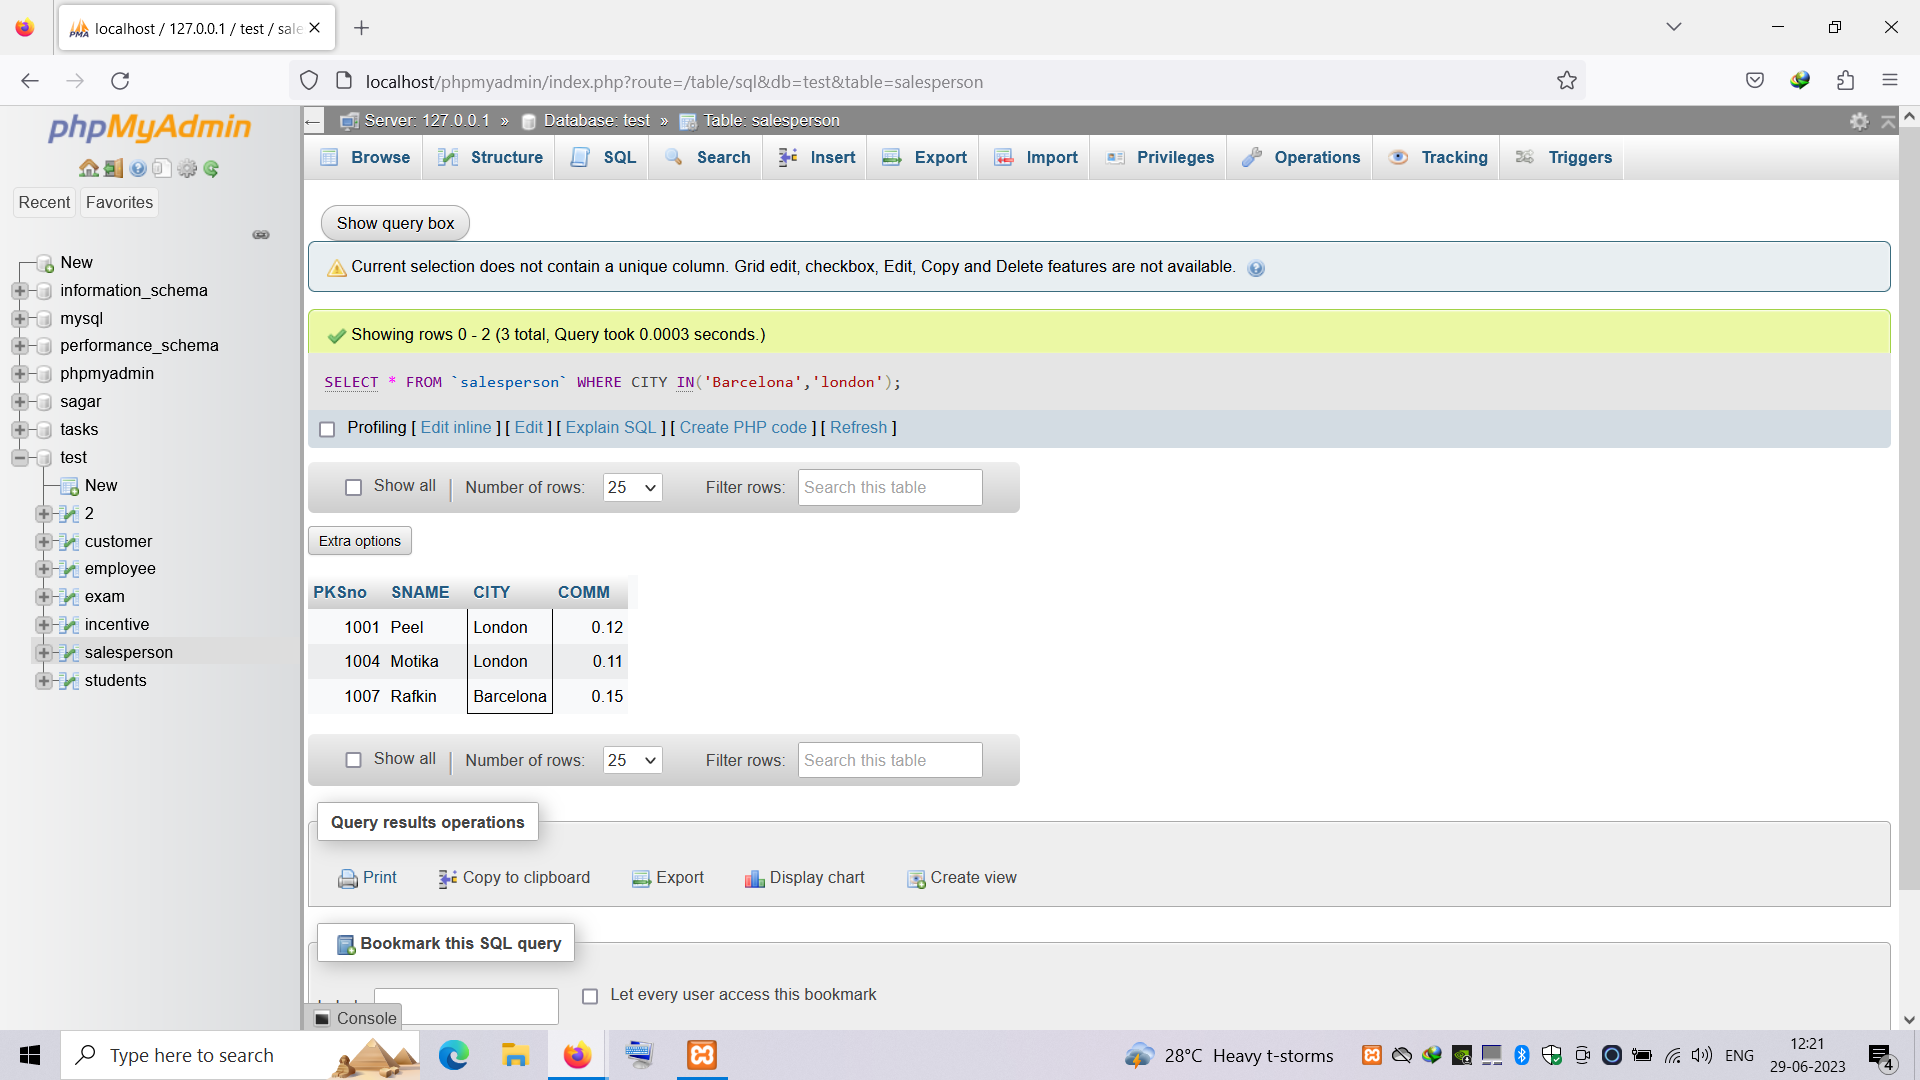 localhost / 127.0.0.1 / test / sale
localhost/phpmyadmin/index.php?route=/table/sql&db=test&table=salesperson
phpMyAdmin
Recent Favorites
New
information_schema
mysql
performance_schema
phpmyadmin
sagar
tasks
test
New
2
customer
employee
exam
incentive
salesperson
students
Server: 127.0.0.1 » Database: test » Table: salesperson
Browse Structure SQL Search Insert Export Import Privileges Operations Tracking Triggers
Show query box
Current selection does not contain a unique column. Grid edit, checkbox, Edit, Copy and Delete features are not available.
Showing rows 0 - 2 (3 total, Query took 0.0003 seconds.)
SELECT * FROM `salesperson` WHERE CITY IN('Barcelona','london');
Profiling [ Edit inline ] [ Edit ] [ Explain SQL ] [ Create PHP code ] [ Refresh ]
Show all | Number of rows: 25 Filter rows: Search this table
Extra options
PKSno SNAME CITY COMM
1001 Peel London 0.12
1004 Motika London 0.11
1007 Rafkin Barcelona 0.15
Show all | Number of rows: 25 Filter rows: Search this table
Query results operations
Print Copy to clipboard Export Display chart Create view
Bookmark this SQL query
Let every user access this bookmark
Console
Type here to search
28°C Heavy t-storms
ENG
12:21
29-06-2023
4